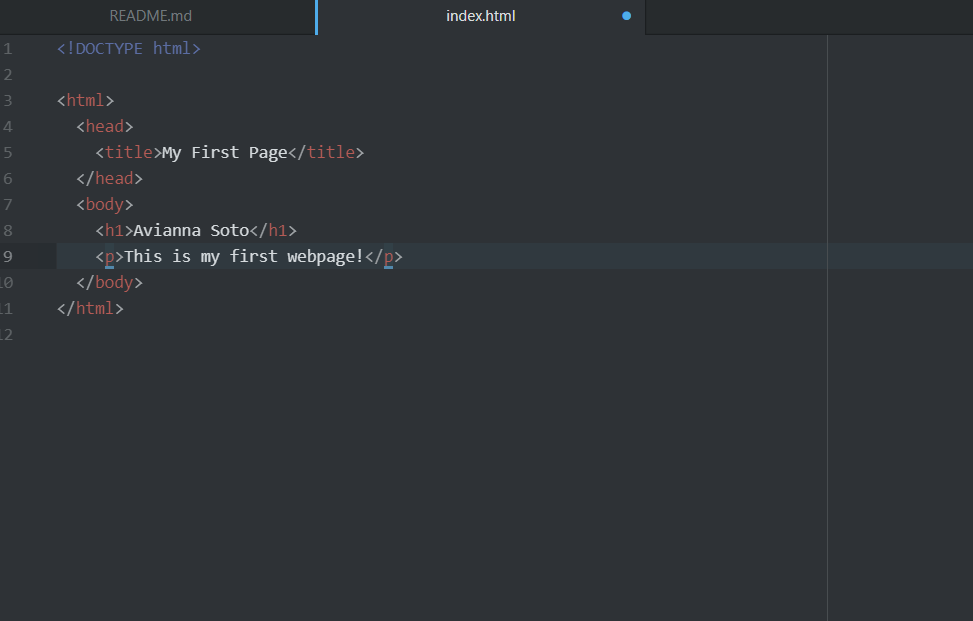 README.md
index.html
1 <!DOCTYPE html>
2
3 <html>
4   <head>
5     <title>My First Page</title>
6   </head>
7   <body>
8     <h1>Avianna Soto</h1>
9     <p>This is my first webpage!</p>
10   </body>
11 </html>
12